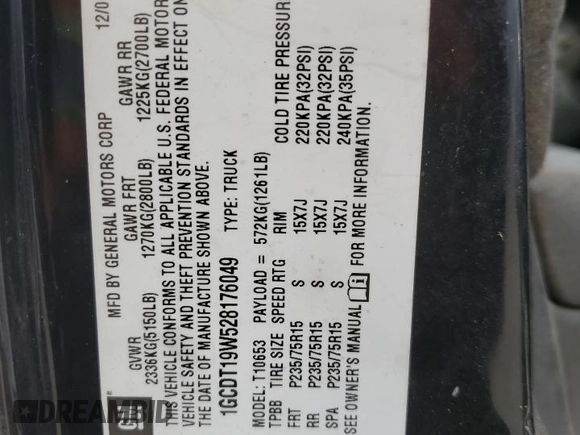 GM
MFD BY GENERAL MOTORS CORP 12/0
GVWR GAWR FRT GAWR RR
2336KG(5150LB) 1270KG(2800LB) 1225KG(2700LB)
THIS VEHICLE CONFORMS TO ALL APPLICABLE U.S. FEDERAL MOTOR
VEHICLE SAFETY AND THEFT PREVENTION STANDARDS IN EFFECT ON
THE DATE OF MANUFACTURE SHOWN ABOVE.
1GCDT19W528176049 TYPE: TRUCK
MODEL: T10653 PAYLOAD = 572KG(1261LB)
TPBB TIRE SIZE SPEED RTG RIM COLD TIRE PRESSUR
FRT P235/75R15 S 15X7J 220KPA(32PSI)
RR P235/75R15 S 15X7J 220KPA(32PSI)
SPA P235/75R15 S 15X7J 240KPA(35PSI)
SEE OWNER'S MANUAL FOR MORE INFORMATION.
POWERED BY
DreamBid